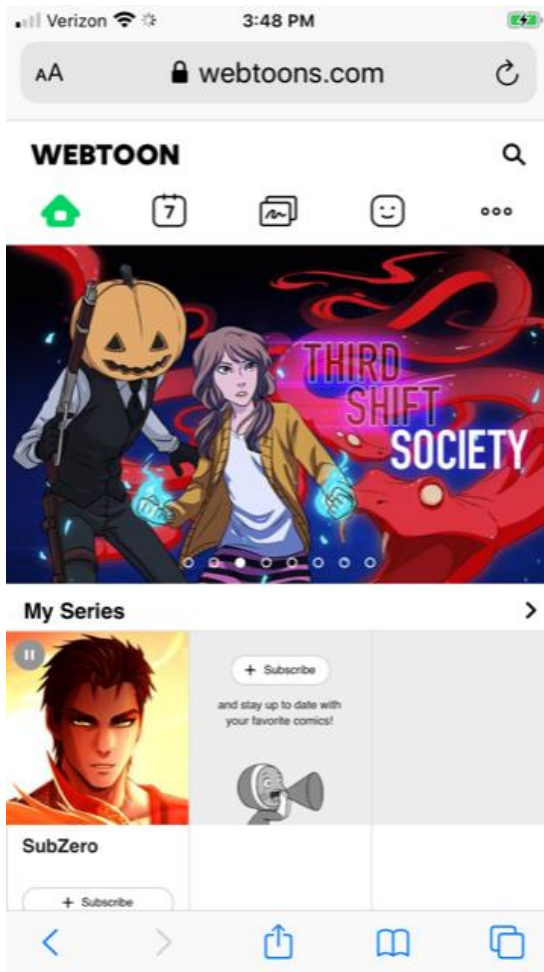 Verizon 3:48 PM
AA webtoons.com
WEBTOON
7
THIRD
SHIFT
SOCIETY
My Series
+ Subscribe
and stay up to date with
your favorite comics!
SubZero
+ Subscribe